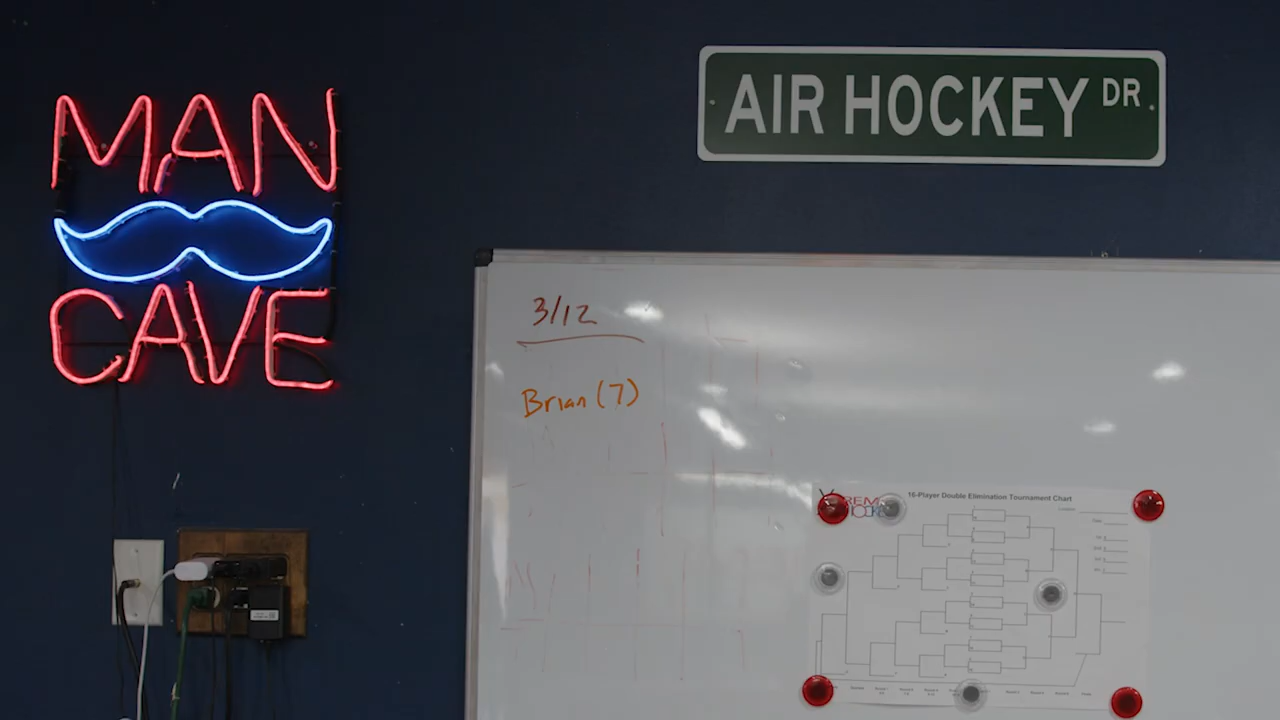 MAN
CAVE
AIR HOCKEY DR
3/12
Brian (7)
16-Player Double Elimination Tournament Chart